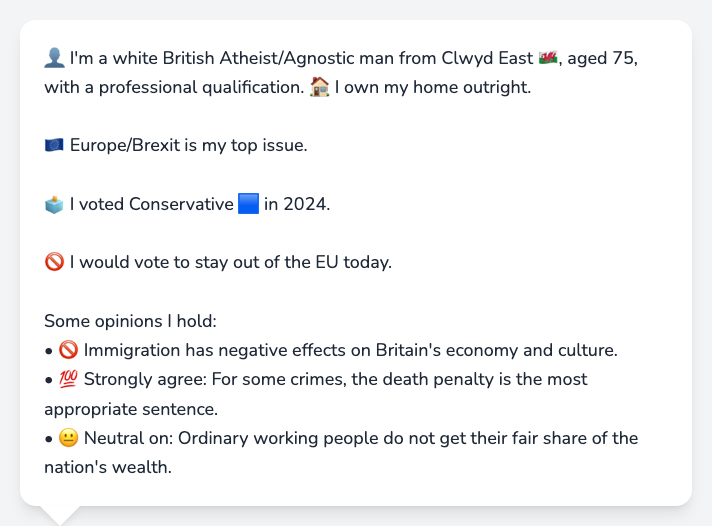 👤 I'm a white British Atheist/Agnostic man from Clwyd East 🏴󠁧󠁢󠁷󠁬󠁳󠁿, aged 75,
with a professional qualification. 🏠 I own my home outright.
🇪🇺 Europe/Brexit is my top issue.
🗳️ I voted Conservative 🟦 in 2024.
🚫 I would vote to stay out of the EU today.
Some opinions I hold:
• 🚫 Immigration has negative effects on Britain's economy and culture.
• 💯 Strongly agree: For some crimes, the death penalty is the most
appropriate sentence.
• 😐 Neutral on: Ordinary working people do not get their fair share of the
nation's wealth.